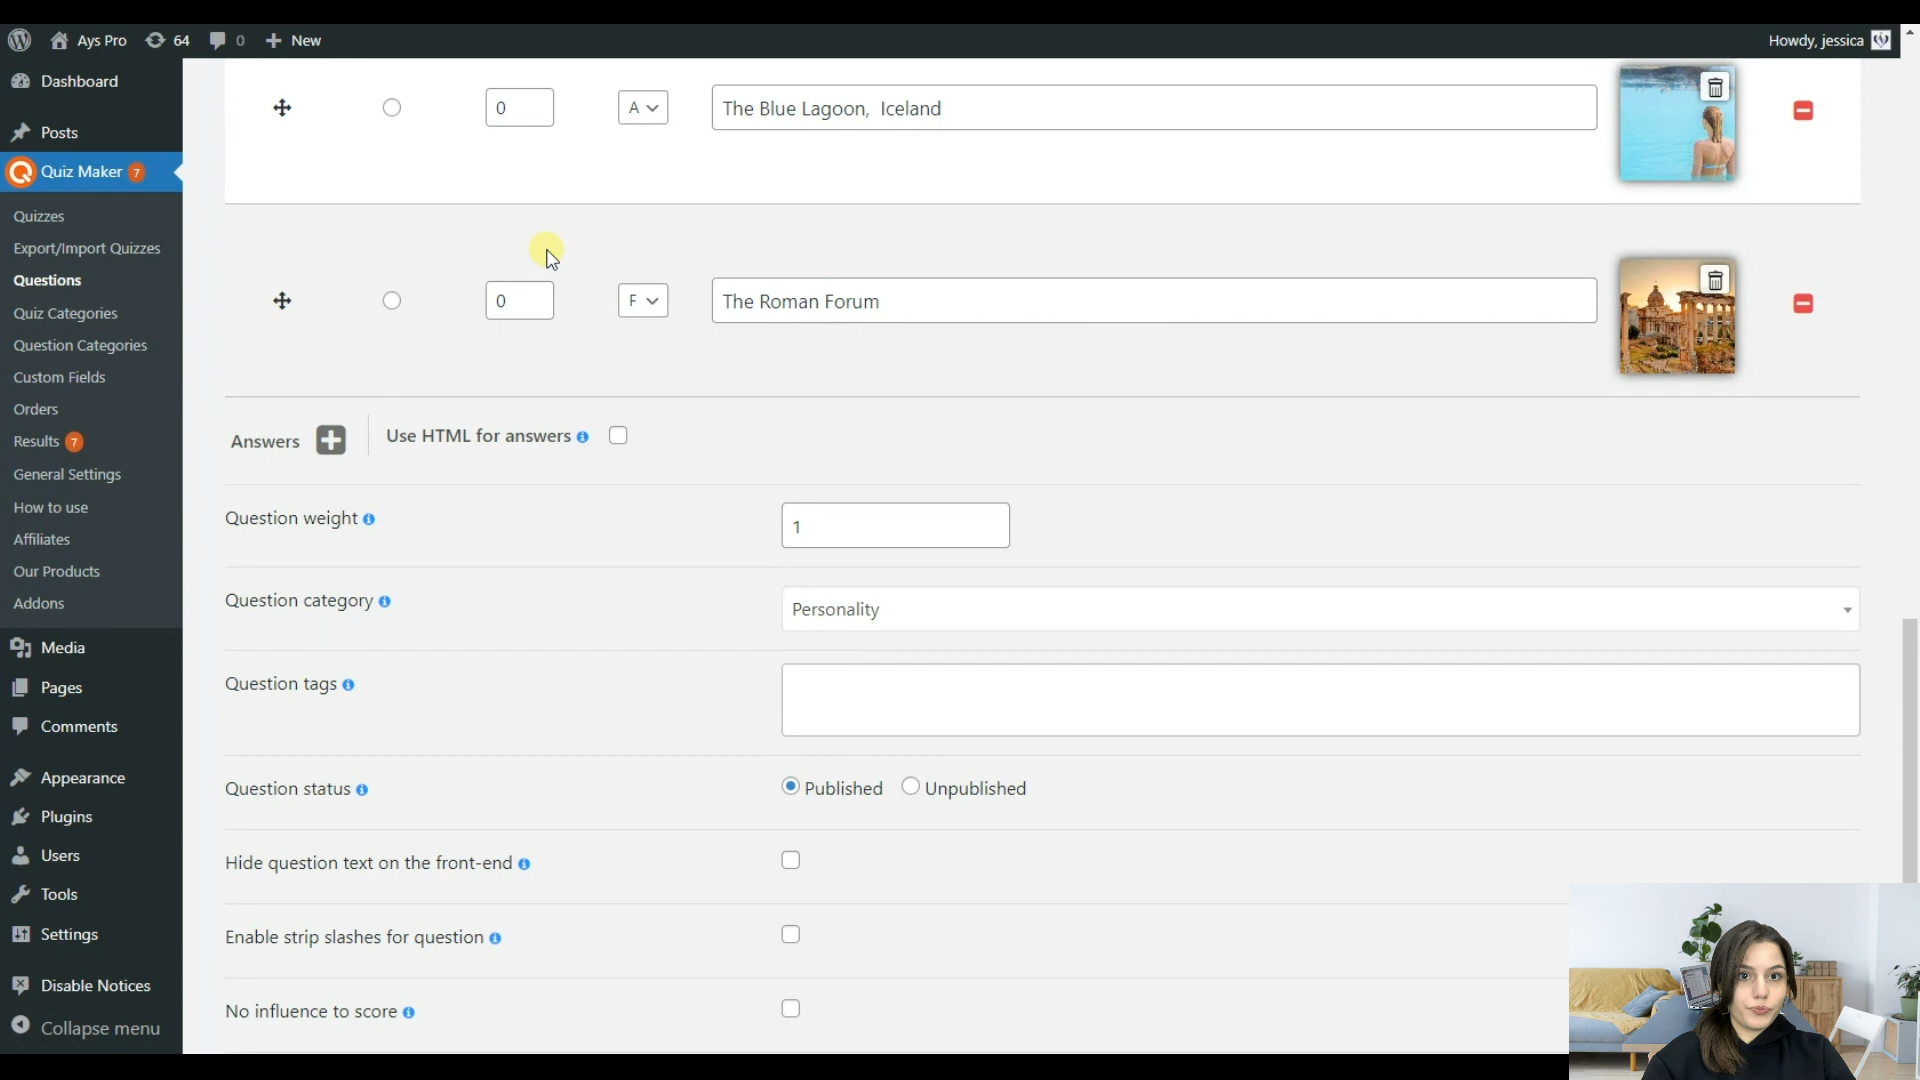 Ays Pro 64 0 New Howdy, jessica
Dashboard
Posts
Quiz Maker 7
Quizzes
Export/Import Quizzes
Questions
Quiz Categories
Question Categories
Custom Fields
Orders
Results 7
General Settings
How to use
Affiliates
Our Products
Addons
Media
Pages
Comments
Appearance
Plugins
Users
Tools
Settings
Disable Notices
Collapse menu
0 A The Blue Lagoon, Iceland
0 F The Roman Forum
Answers Use HTML for answers
Question weight 1
Question category Personality
Question tags
Question status Published Unpublished
Hide question text on the front-end
Enable strip slashes for question
No influence to score